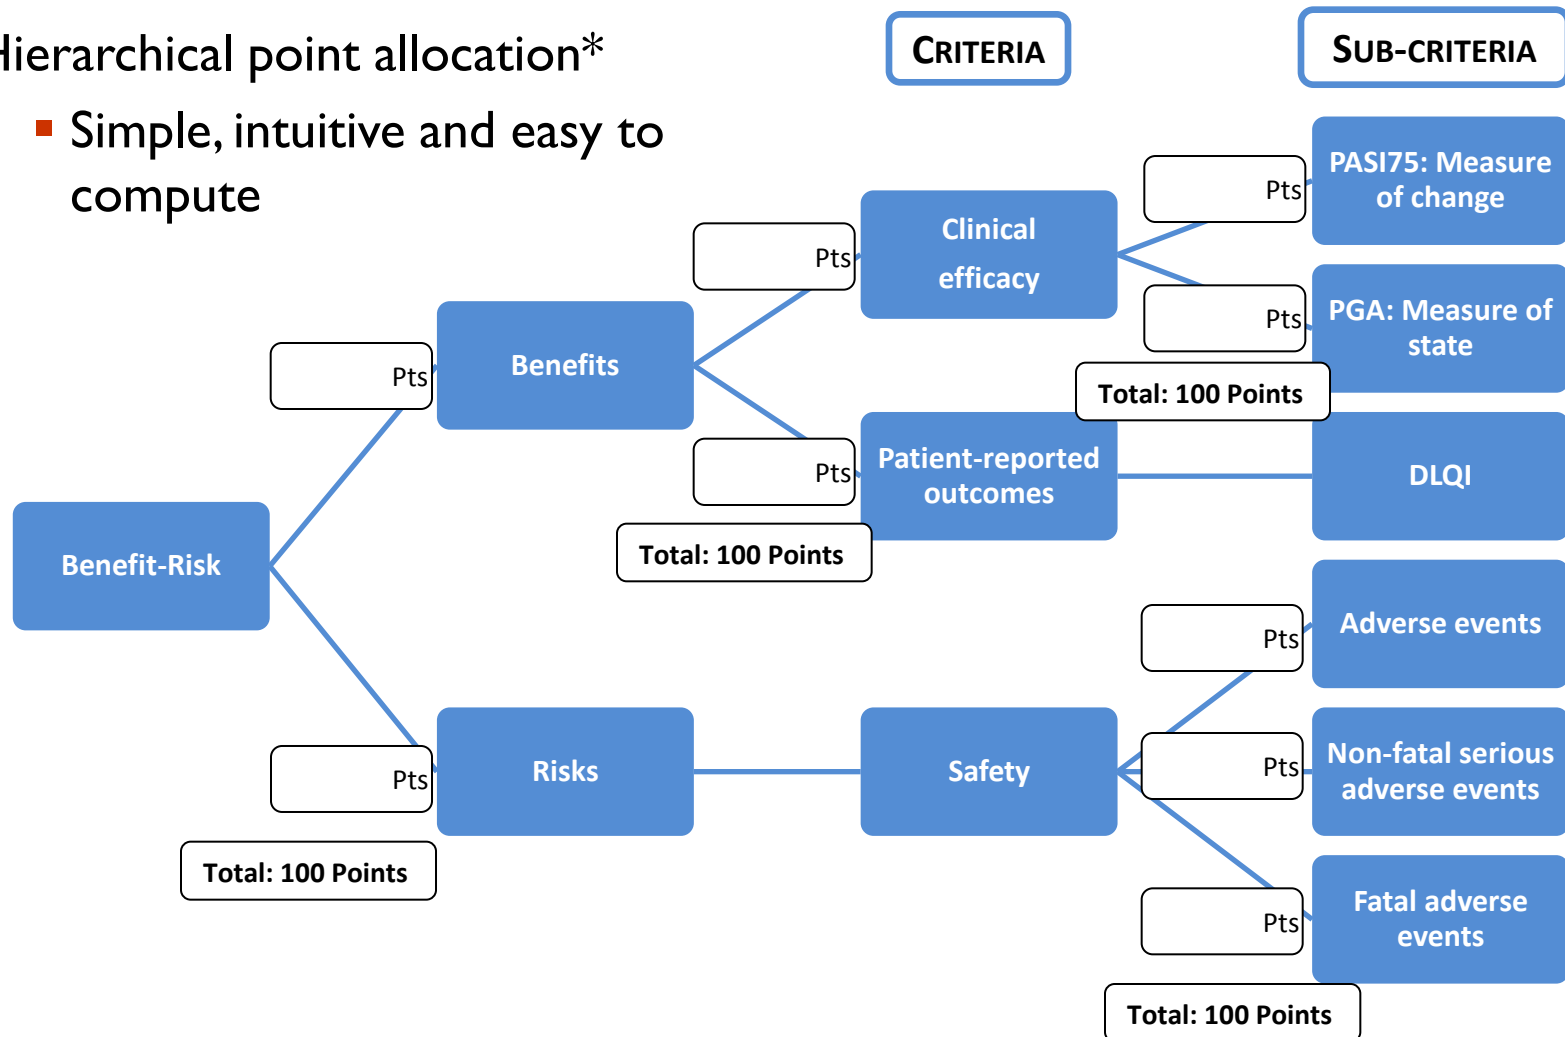 Hierarchical point allocation*
▪ Simple, intuitive and easy to
compute
CRITERIA
SUB-CRITERIA
Pts
PASI75: Measure
of change
Pts
Clinical
efficacy
Pts
PGA: Measure of
state
Pts
Benefits
Total: 100 Points
Pts
Patient-reported
outcomes
DLQI
Total: 100 Points
Benefit-Risk
Pts
Adverse events
Pts
Risks
Safety
Pts
Non-fatal serious
adverse events
Total: 100 Points
Pts
Fatal adverse
events
Total: 100 Points